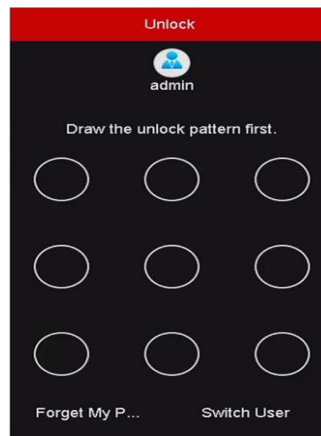 Unlock
admin
Draw the unlock pattern first.
Forget My P... Switch User